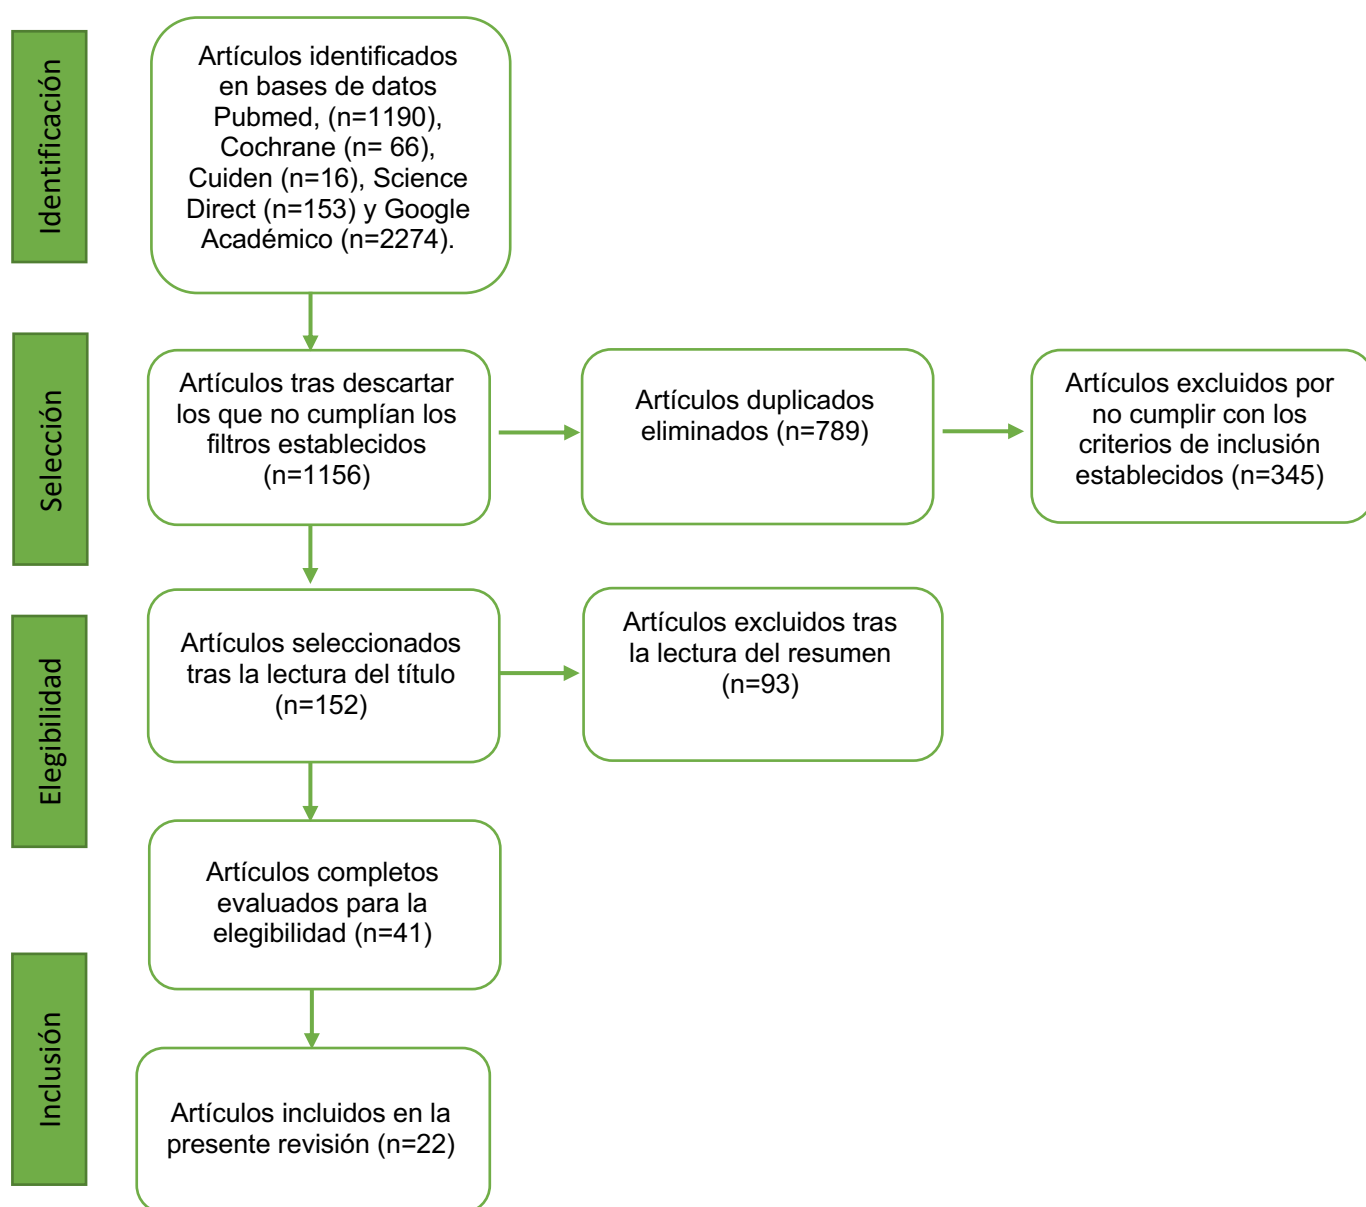 Identificación
Artículos identificados
en bases de datos
Pubmed, (n=1190),
Cochrane (n= 66),
Cuiden (n=16), Science
Direct (n=153) y Google
Académico (n=2274).
Selección
Artículos tras descartar
los que no cumplían los
filtros establecidos
(n=1156)
Artículos duplicados
eliminados (n=789)
Artículos excluidos por
no cumplir con los
criterios de inclusión
establecidos (n=345)
Elegibilidad
Artículos seleccionados
tras la lectura del título
(n=152)
Artículos excluidos tras
la lectura del resumen
(n=93)
Artículos completos
evaluados para la
elegibilidad (n=41)
Inclusión
Artículos incluidos en la
presente revisión (n=22)